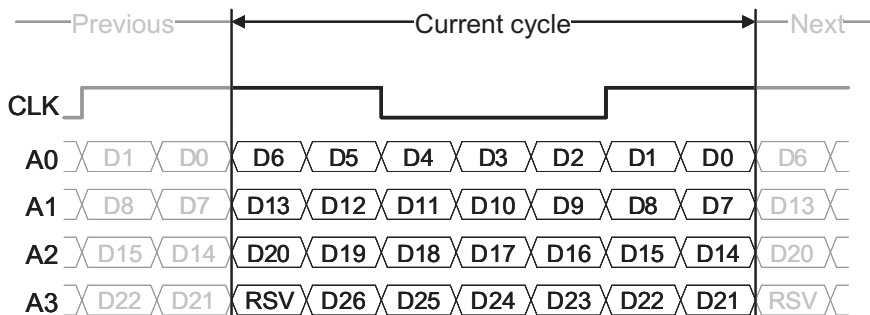 Previous Current cycle Next
CLK
A0 D1 D0 D6 D5 D4 D3 D2 D1 D0 D6
A1 D8 D7 D13 D12 D11 D10 D9 D8 D7 D13
A2 D15 D14 D20 D19 D18 D17 D16 D15 D14 D20
A3 D22 D21 RSV D26 D25 D24 D23 D22 D21 RSV